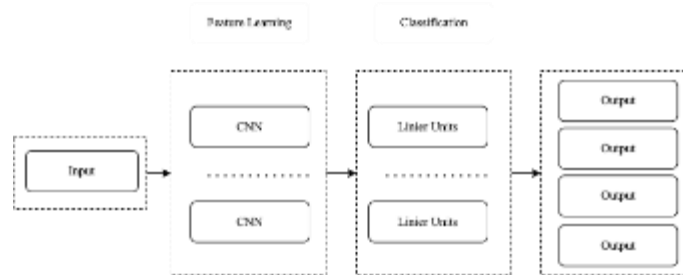 Feature Learning
Classification
Input
CNN
CNN
Linier Units
Linier Units
Output
Output
Output
Output